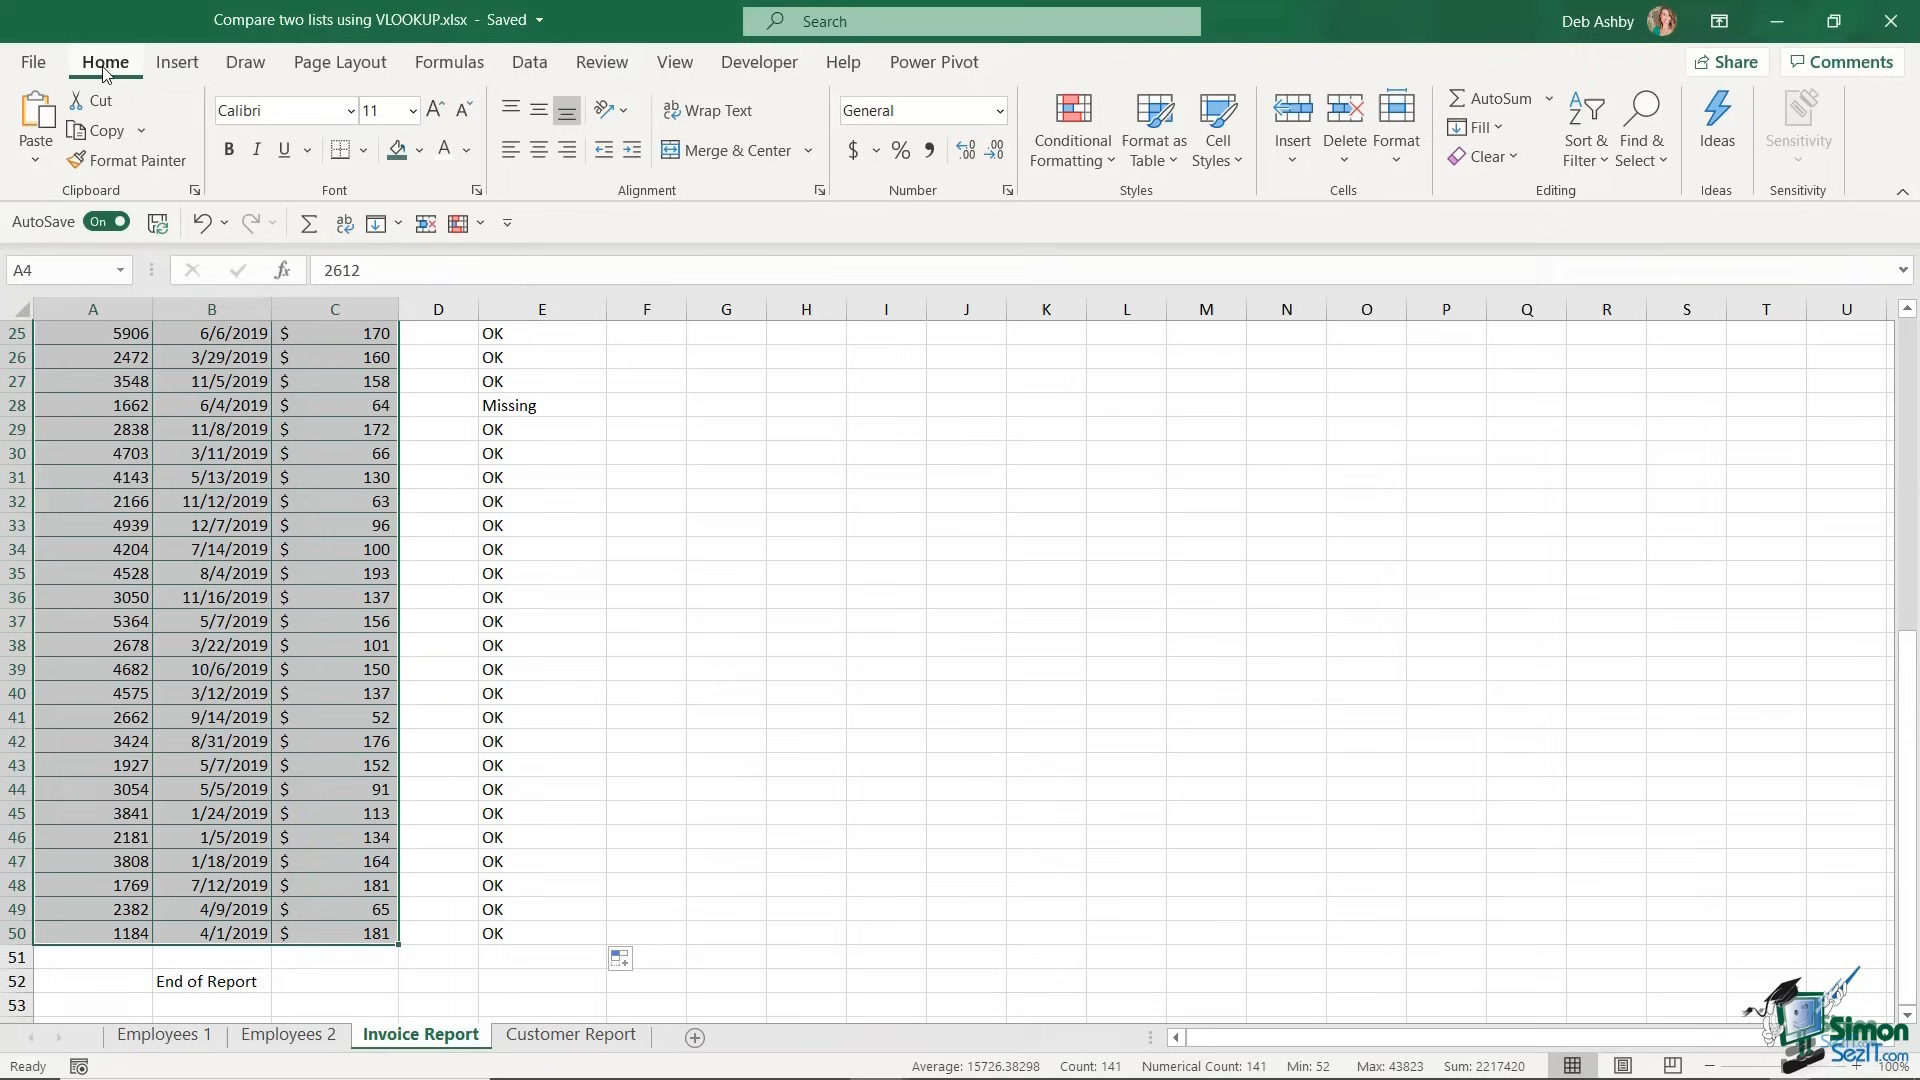 Compare two lists using VLOOKUP.xlsx - Saved
Search
Deb Ashby
File Home Insert Draw Page Layout Formulas Data Review View Developer Help Power Pivot Share Comments
Paste
Cut
Copy
Format Painter
Clipboard
Calibri 11
B I U A
Font
Wrap Text
Merge & Center
Alignment
General
$ % 9
Number
Conditional Formatting
Format as Table
Cell Styles
Styles
Insert Delete Format
Cells
AutoSum
Fill
Clear
Sort & Filter
Find & Select
Editing
Ideas
Ideas
Sensitivity
Sensitivity
AutoSave On
A4 fx 2612
A B C D E F G H I J K L M N O P Q R S T U
25 5906 6/6/2019 $ 170 OK
26 2472 3/29/2019 $ 160 OK
27 3548 11/5/2019 $ 158 OK
28 1662 6/4/2019 $ 64 Missing
29 2838 11/8/2019 $ 172 OK
30 4703 3/11/2019 $ 66 OK
31 4143 5/13/2019 $ 130 OK
32 2166 11/12/2019 $ 63 OK
33 4939 12/7/2019 $ 96 OK
34 4204 7/14/2019 $ 100 OK
35 4528 8/4/2019 $ 193 OK
36 3050 11/16/2019 $ 137 OK
37 5364 5/7/2019 $ 156 OK
38 2678 3/22/2019 $ 101 OK
39 4682 10/6/2019 $ 150 OK
40 4575 3/12/2019 $ 137 OK
41 2662 9/14/2019 $ 52 OK
42 3424 8/31/2019 $ 176 OK
43 1927 5/7/2019 $ 152 OK
44 3054 5/5/2019 $ 91 OK
45 3841 1/24/2019 $ 113 OK
46 2181 1/5/2019 $ 134 OK
47 3808 1/18/2019 $ 164 OK
48 1769 7/12/2019 $ 181 OK
49 2382 4/9/2019 $ 65 OK
50 1184 4/1/2019 $ 181 OK
51
52 End of Report
53
Employees 1 Employees 2 Invoice Report Customer Report
Simon
SezIT.com
Ready Average: 15726.38298 Count: 141 Numerical Count: 141 Min: 52 Max: 43823 Sum: 2217420 100%